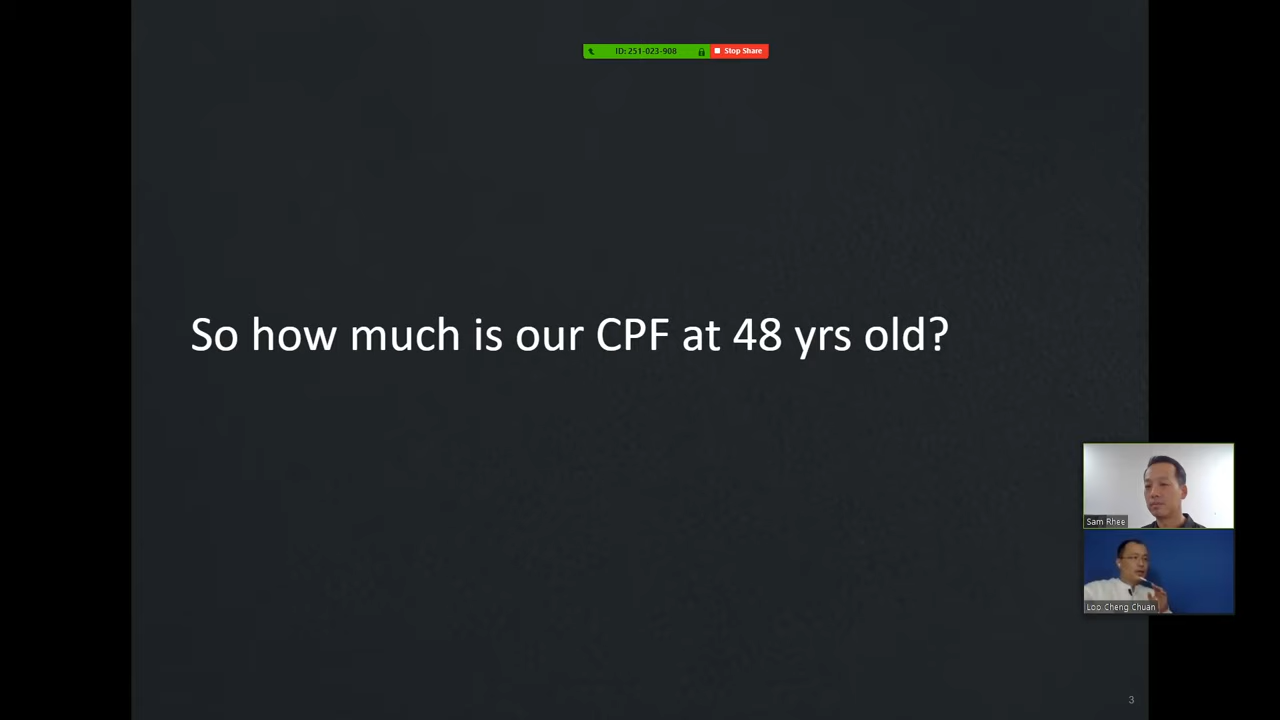 ID: 251-023-908
Stop Share
So how much is our CPF at 48 yrs old?
Sam Rhee
Loo Cheng Chuan
3